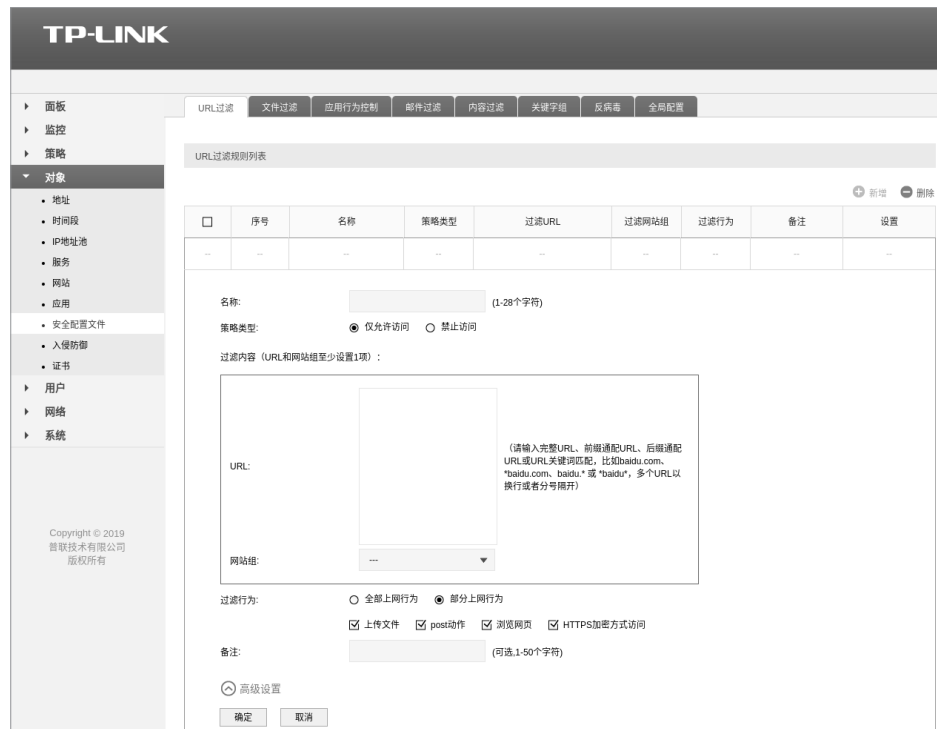 TP-LINK
面板
监控
策略
对象
地址
时间段
IP地址池
服务
网站
应用
安全配置文件
入侵防御
证书
用户
网络
系统
Copyright © 2019
普联技术有限公司
版权所有
URL过滤 文件过滤 应用行为控制 邮件过滤 内容过滤 关键字组 反病毒 全局配置
URL过滤规则列表
新增 删除
序号 名称 策略类型 过滤URL 过滤网站组 过滤行为 备注 设置
-- -- -- -- -- -- -- -- --
名称: (1-28个字符)
策略类型: 仅允许访问 禁止访问
过滤内容（URL和网站组至少设置1项）:
URL:
（请输入完整URL、前缀通配URL、后缀通配
URL或URL关键词匹配，比如baidu.com、
*baidu.com、baidu.* 或 *baidu*，多个URL以
换行或者分号隔开）
网站组: ---
过滤行为: 全部上网行为 部分上网行为
上传文件 post动作 浏览网页 HTTPS加密方式访问
备注: (可选,1-50个字符)
高级设置
确定 取消